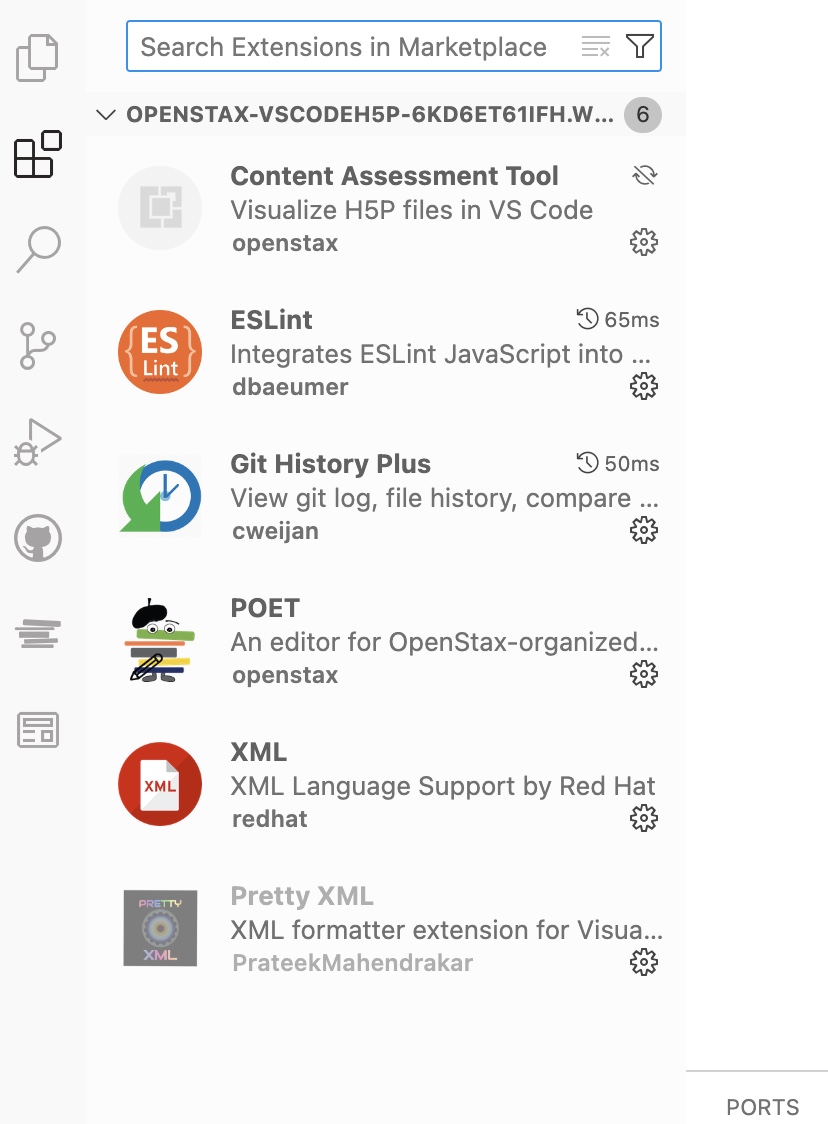 Search Extensions in Marketplace
OPENSTAX-VSCODEH5P-6KD6ET61IFH.W... 6
Content Assessment Tool
Visualize H5P files in VS Code
openstax
ESLint 65ms
{ES
Lint}
Integrates ESLint JavaScript into ...
dbaeumer
Git History Plus 50ms
View git log, file history, compare ...
cweijan
POET
An editor for OpenStax-organized...
openstax
XML
XML
XML Language Support by Red Hat
redhat
Pretty XML
PRETTY
XML
XML formatter extension for Visua...
PrateekMahendrakar
PORTS